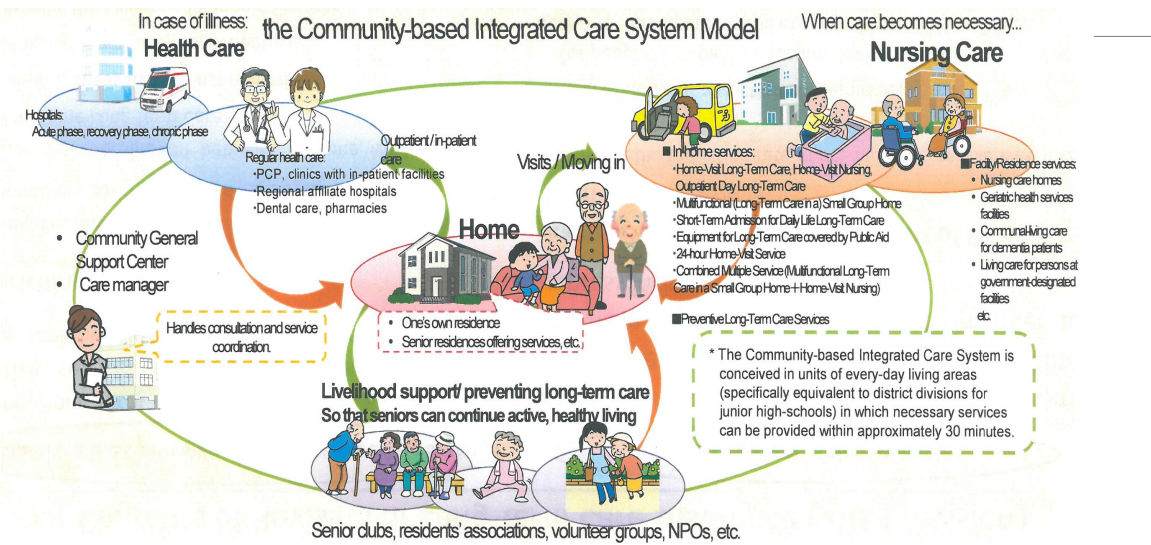 the Community-based Integrated Care System Model
In case of illness:
Health Care
Hospitals:
Acute phase, recovery phase, chronic phase
Regular health care:
・PCP, clinics with in-patient facilities
・Regional affiliate hospitals
・Dental care, pharmacies
Outpatient / in-patient
care
When care becomes necessary...
Nursing Care
Visits / Moving in
■In-home services:
・Home-Visit Long-Term Care, Home-Visit Nursing,
Outpatient Day Long-Term Care
・Multifunctional (Long-Term Care in a) Small Group Home
・Short-Term Admission for Daily Life Long-Term Care
・Equipment for Long-Term Care covered by Public Aid
・24-hour Home-Visit Service
・Combined Multiple Service (Multifunctional Long-Term
Care in a Small Group Home+Home-Visit Nursing)
■Preventive Long-Term Care Services
■Facility/Residence services:
• Nursing care homes
• Geriatric health services
facilities
• Communal-living care
for dementia patients
• Living care for persons at
government-designated
facilities
etc.
• Community General
Support Center
• Care manager
Handles consultation and service
coordination.
Home
• One's own residence
• Senior residences offering services, etc.
Livelihood support/ preventing long-term care
So that seniors can continue active, healthy living
Senior clubs, residents' associations, volunteer groups, NPOs, etc.
* The Community-based Integrated Care System is
conceived in units of every-day living areas
(specifically equivalent to district divisions for
junior high-schools) in which necessary services
can be provided within approximately 30 minutes.